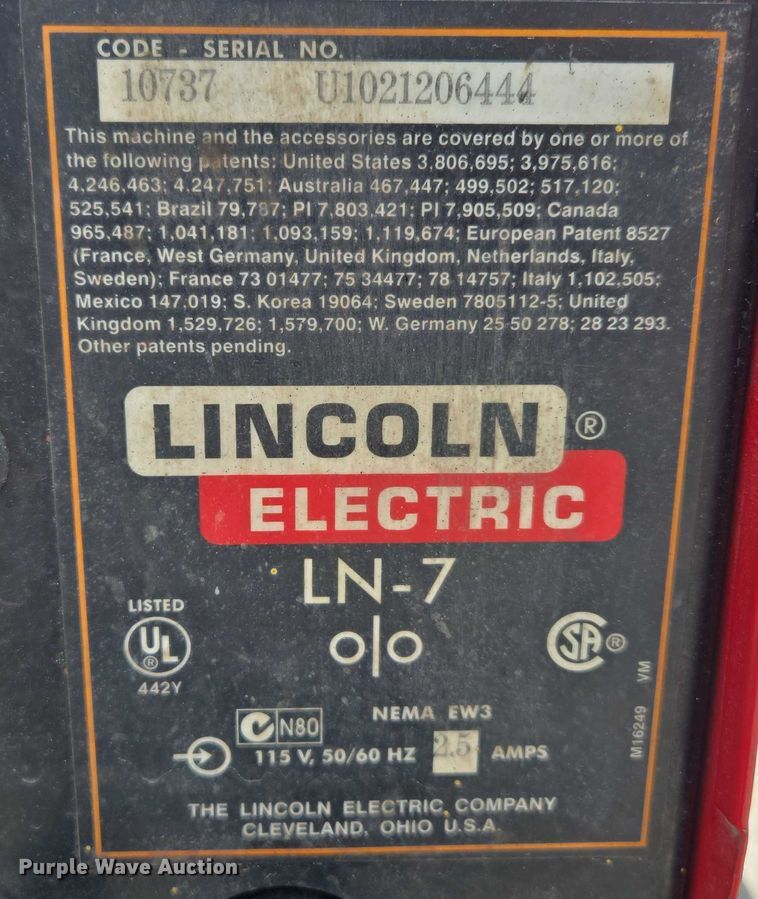 CODE - SERIAL NO.
10737 U1021206444
This machine and the accessories are covered by one or more of
the following patents: United States 3,806,695; 3,975,616;
4,246,463; 4,247,751; Australia 467,447; 499,502; 517,120;
525,541; Brazil 79,787; PI 7,803,421; PI 7,905,509; Canada
965,487; 1,041,181; 1,093,159; 1,119,674; European Patent 8527
(France, West Germany, United Kingdom, Netherlands, Italy,
Sweden); France 73 01477; 75 34477; 78 14757; Italy 1,102,505;
Mexico 147,019; S. Korea 19064; Sweden 7805112-5; United
Kingdom 1,529,726; 1,579,700; W. Germany 25 50 278; 28 23 293.
Other patents pending.
LINCOLN ®
ELECTRIC
LN-7
o|o
LISTED
UL ®
442Y
SA ®
N80
NEMA EW3
115 V, 50/60 HZ 2.5 AMPS
M16249 VM
THE LINCOLN ELECTRIC COMPANY
CLEVELAND, OHIO U.S.A.
Purple Wave Auction